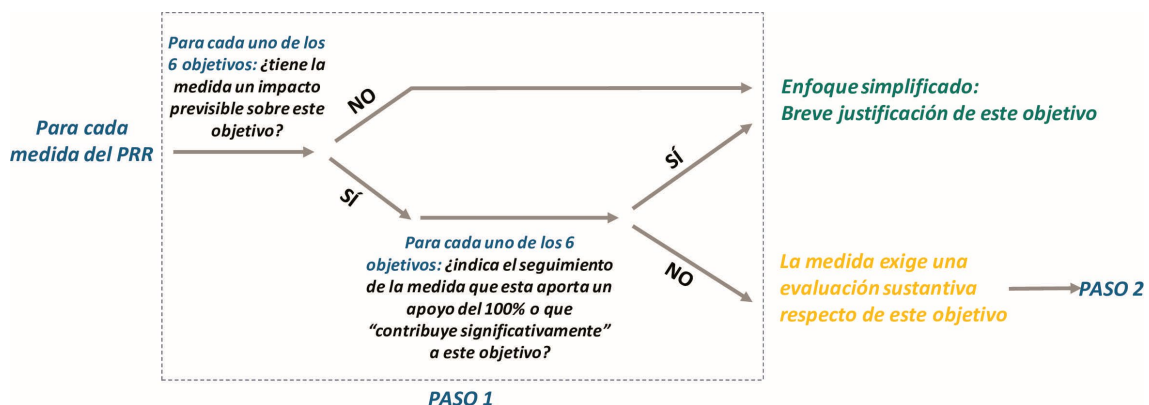 Para cada
medida del PRR
Para cada uno de los
6 objetivos: ¿tiene la
medida un impacto
previsible sobre este
objetivo?
NO
SÍ
Para cada uno de los 6
objetivos: ¿indica el seguimiento
de la medida que esta aporta un
apoyo del 100% o que
“contribuye significativamente”
a este objetivo?
SÍ
NO
Enfoque simplificado:
Breve justificación de este objetivo
La medida exige una
evaluación sustantiva
respecto de este objetivo
PASO 2
PASO 1